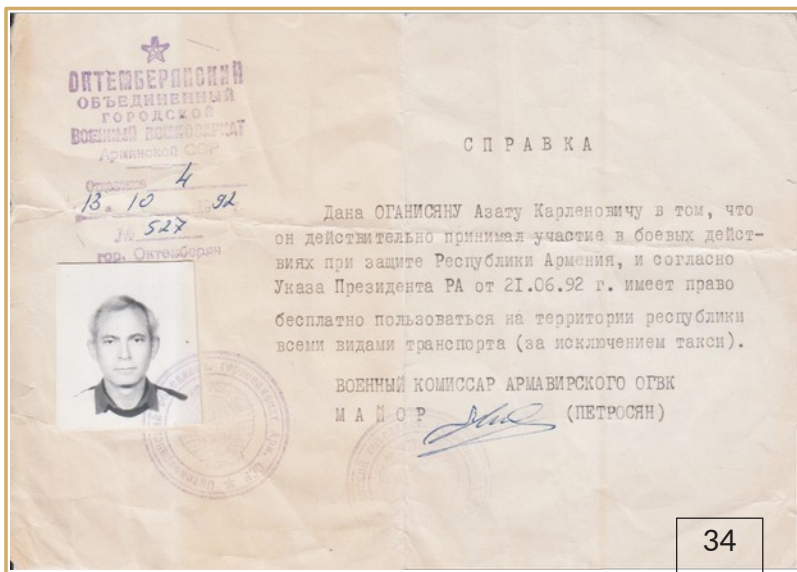 ОКТЕМБЕРЯНСКИЙ
ОБЪЕДИНЕННЫЙ
ГОРОДСКОЙ
ВОЕННЫЙ КОМИССАРИАТ
Армянской ССР
Отделение 4
13. 10 1992
№ 527
гор. Октемберян
СПРАВКА
Дана ОГАНИСЯНУ Азату Карленовичу в том, что
он действительно принимал участие в боевых дейст-
виях при защите Республики Армения, и согласно
Указа Президента РА от 21.06.92 г. имеет право
бесплатно пользоваться на территории республики
всеми видами транспорта (за исключением такси).
ВОЕННЫЙ КОМИССАР АРМАВИРСКОГО ОГВК
МАЙОР (ПЕТРОСЯН)
34